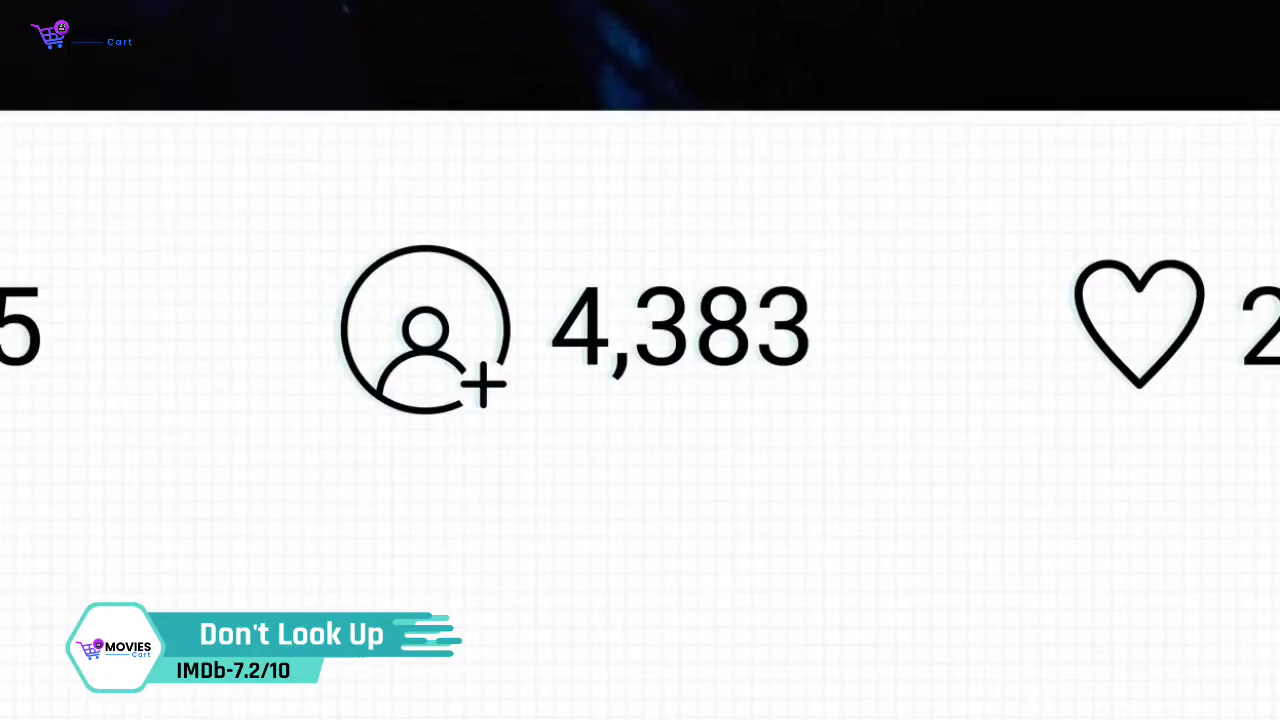 Cart
5 4,383 2
Don't Look Up
MOVIES
Cart
IMDb-7.2/10